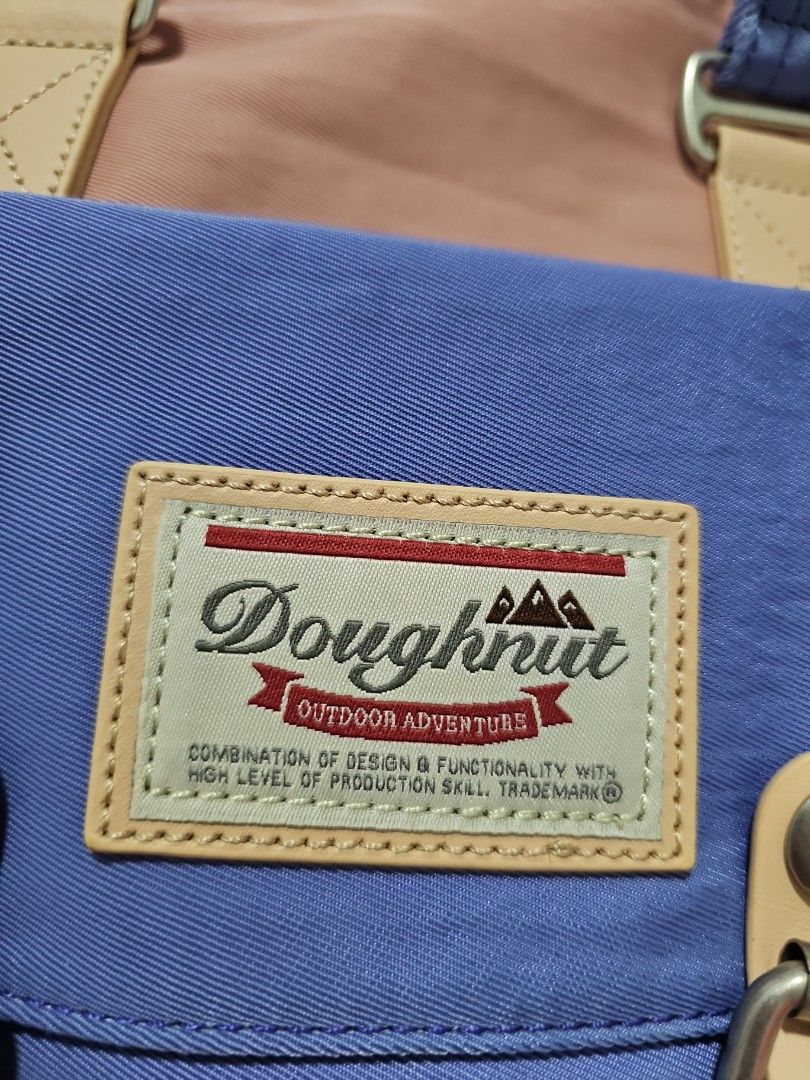 Doughnut
OUTDOOR ADVENTURE
COMBINATION OF DESIGN & FUNCTIONALITY WITH
HIGH LEVEL OF PRODUCTION SKILL. TRADEMARK®